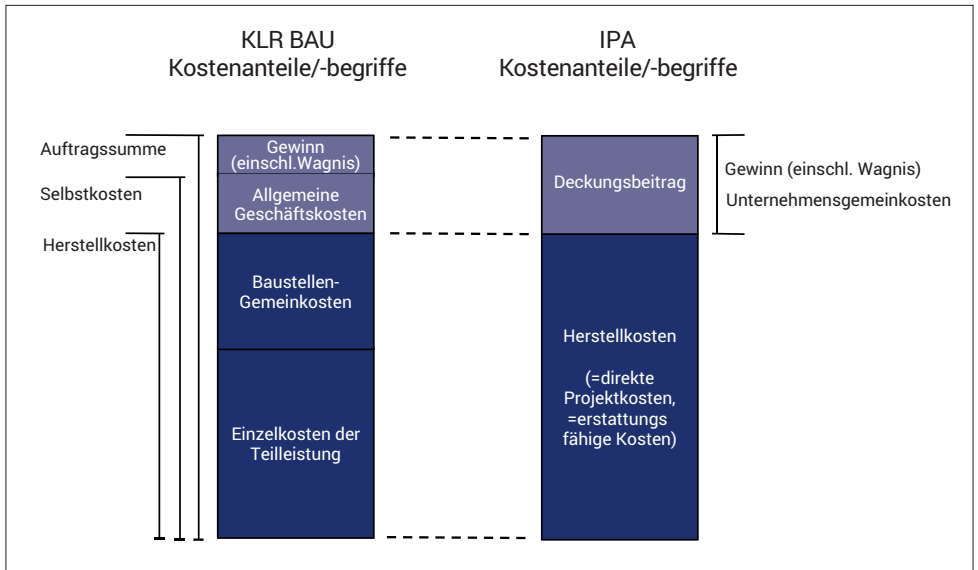 KLR BAU
Kostenanteile/-begriffe
IPA
Kostenanteile/-begriffe
Auftragssumme
Selbstkosten
Herstellkosten
Gewinn
(einschl.Wagnis)
Allgemeine
Geschäftskosten
Baustellen-
Gemeinkosten
Einzelkosten der
Teilleistung
Deckungsbeitrag
Herstellkosten
(=direkte
Projektkosten,
=erstattungs
fähige Kosten)
Gewinn (einschl. Wagnis)
Unternehmensgemeinkosten